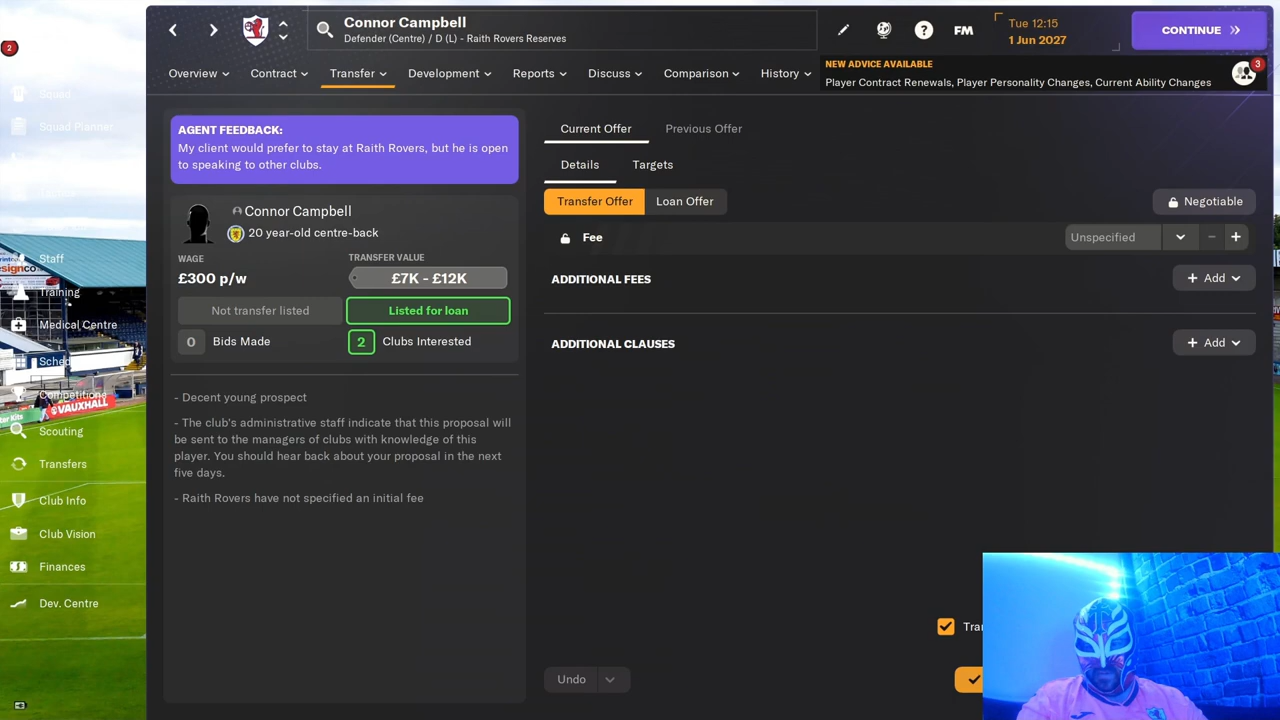 Connor Campbell
Defender (Centre) / D (L) - Raith Rovers Reserves
FM
Tue 12:15
1 Jun 2027
CONTINUE
2
Overview
Contract
Transfer
Development
Reports
Discuss
Comparison
History
NEW ADVICE AVAILABLE
Player Contract Renewals, Player Personality Changes, Current Ability Changes
3
Squad
Squad Planner
Staff
Training
Medical Centre
Competitions
VAUXHALL
Scouting
Transfers
Club Info
Club Vision
Finances
Dev. Centre
AGENT FEEDBACK:
My client would prefer to stay at Raith Rovers, but he is open
to speaking to other clubs.
Connor Campbell
20 year-old centre-back
WAGE
TRANSFER VALUE
£300 p/w
£7K - £12K
Not transfer listed
Listed for loan
0 Bids Made
2 Clubs Interested
- Decent young prospect
- The club's administrative staff indicate that this proposal will
be sent to the managers of clubs with knowledge of this
player. You should hear back about your proposal in the next
five days.
- Raith Rovers have not specified an initial fee
Current Offer
Previous Offer
Details
Targets
Transfer Offer
Loan Offer
Negotiable
Fee
Unspecified
ADDITIONAL FEES
Add
ADDITIONAL CLAUSES
Add
Undo